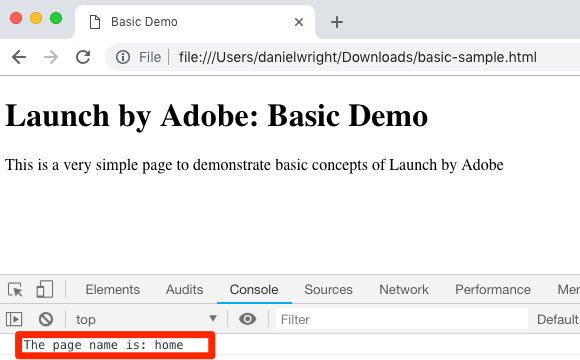 Basic Demo
File file:///Users/danielwright/Downloads/basic-sample.html
Launch by Adobe: Basic Demo
This is a very simple page to demonstrate basic concepts of Launch by Adobe
Elements Audits Console Sources Network Performance Mer
top Filter Default
The page name is: home